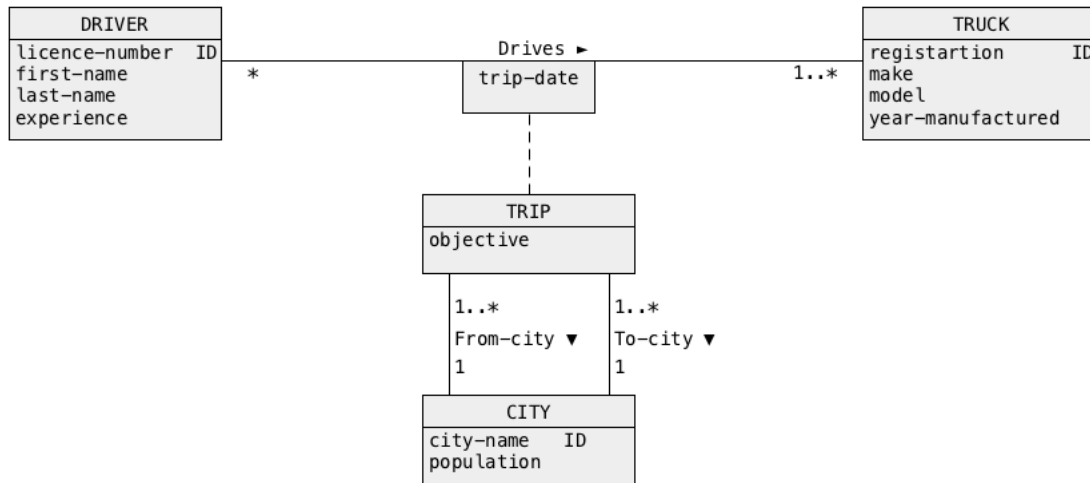 DRIVER
licence-number ID
first-name
last-name
experience
Drives ►
* trip-date 1..*
TRUCK
registartion ID
make
model
year-manufactured
TRIP
objective
1..* 1..*
From-city ▼ To-city ▼
1 1
CITY
city-name ID
population